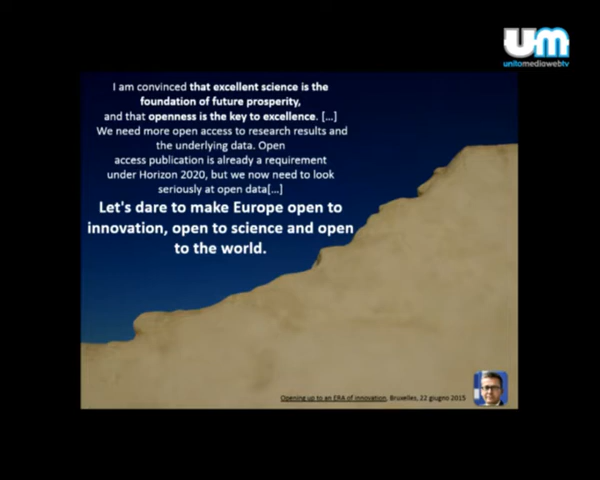 um
unitomediawebtv
I am convinced that excellent science is the
foundation of future prosperity,
and that openness is the key to excellence. [...]
We need more open access to research results and
the underlying data. Open
access publication is already a requirement
under Horizon 2020, but we now need to look
seriously at open data[...]
Let's dare to make Europe open to
innovation, open to science and open
to the world.
Opening up to an ERA of innovation, Bruxelles, 22 giugno 2015